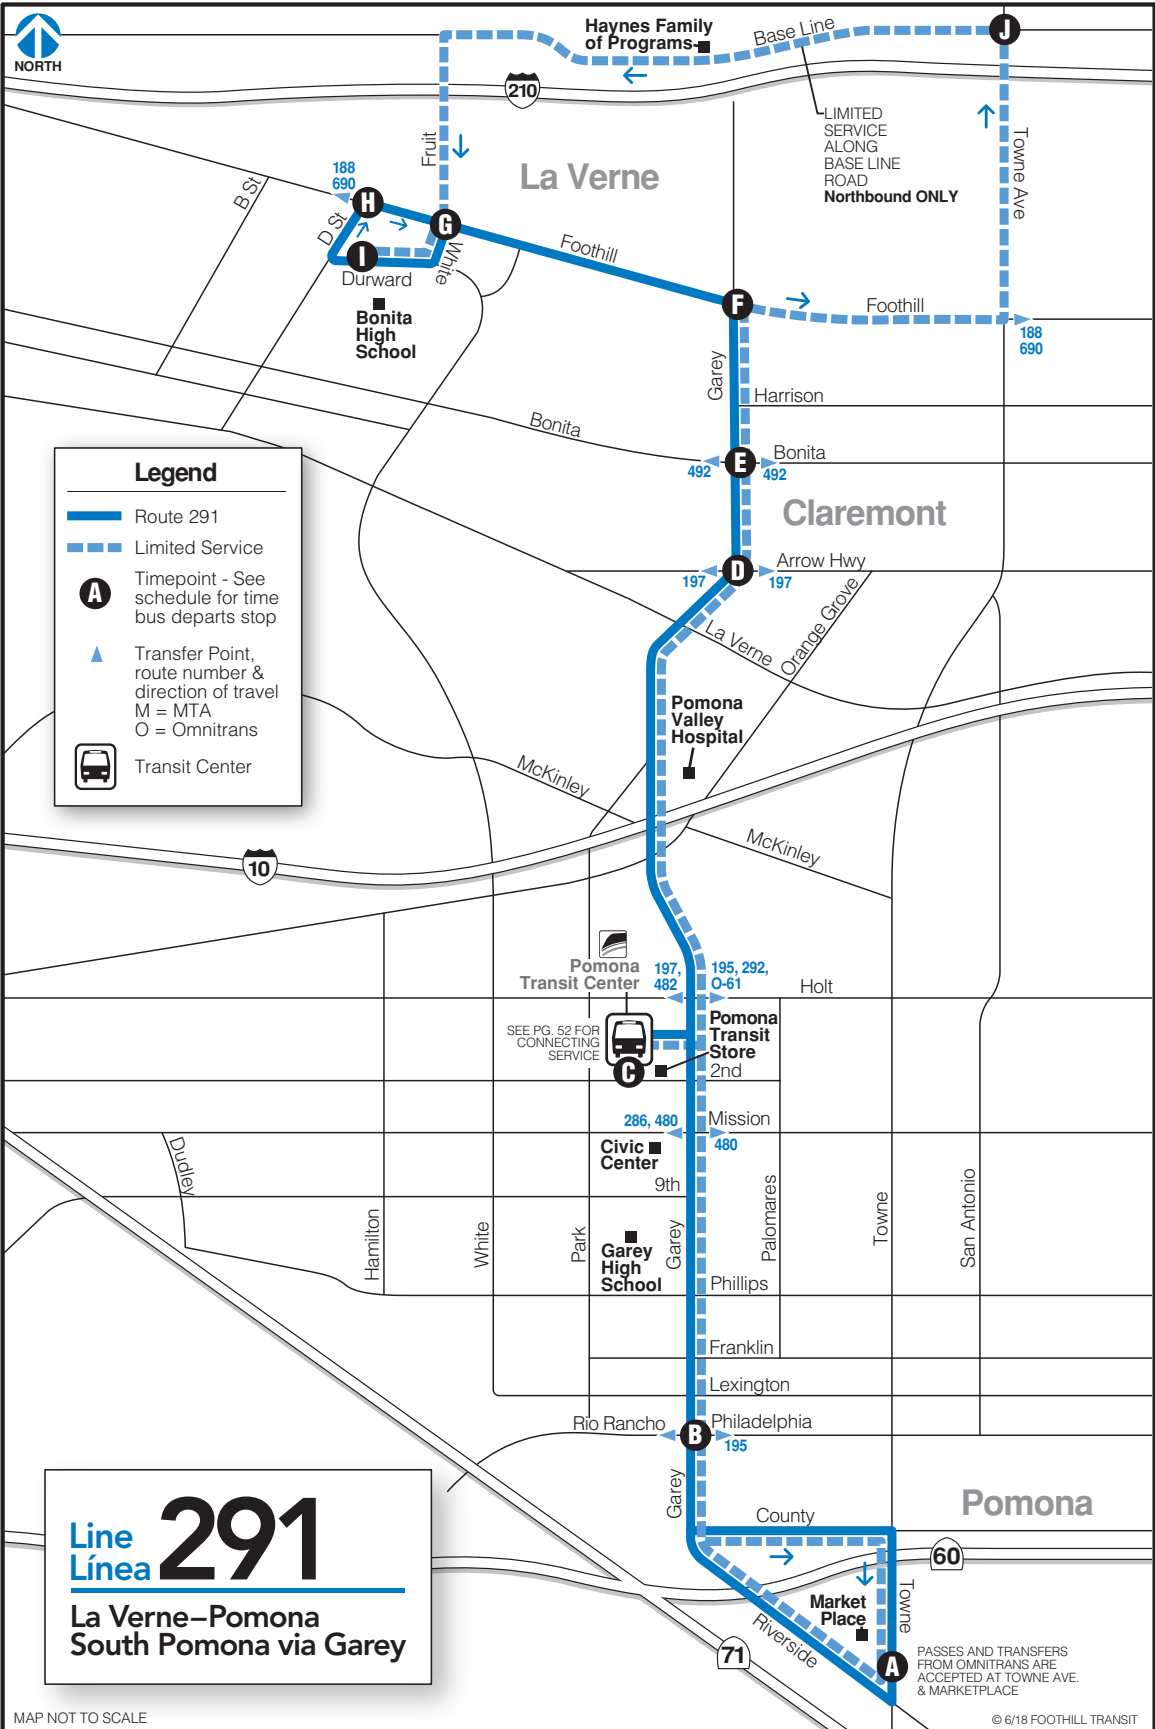 NORTH
Haynes Family
of Programs
Base Line
J
210
LIMITED
SERVICE
ALONG
BASE LINE
ROAD
Northbound ONLY
Fruit
Towne Ave
La Verne
188
690
B St
H
D St
G
I
White
Durward
Foothill
F
Foothill
188
690
Bonita
High
School
Garey
Harrison
Bonita
492
E
Bonita
492
Claremont
Legend
Route 291
Limited Service
A
Timepoint - See
schedule for time
bus departs stop
Transfer Point,
route number &
direction of travel
M = MTA
O = Omnitrans
Transit Center
197
D
Arrow Hwy
197
La Verne
Orange Grove
Pomona
Valley
Hospital
McKinley
McKinley
10
Pomona
Transit Center
197,
482
195, 292,
O-61
Holt
SEE PG. 52 FOR
CONNECTING
SERVICE
C
Pomona
Transit
Store
2nd
286, 480
Mission
480
Civic
Center
9th
Dudley
Hamilton
White
Park
Garey
Palomares
Towne
San Antonio
Garey
High
School
Phillips
Franklin
Lexington
Rio Rancho
B
Philadelphia
195
Garey
Pomona
County
60
Towne
Market
Place
Riverside
A
71
PASSES AND TRANSFERS
FROM OMNITRANS ARE
ACCEPTED AT TOWNE AVE.
& MARKETPLACE
Line
Línea
291
La Verne–Pomona
South Pomona via Garey
MAP NOT TO SCALE
© 6/18 FOOTHILL TRANSIT